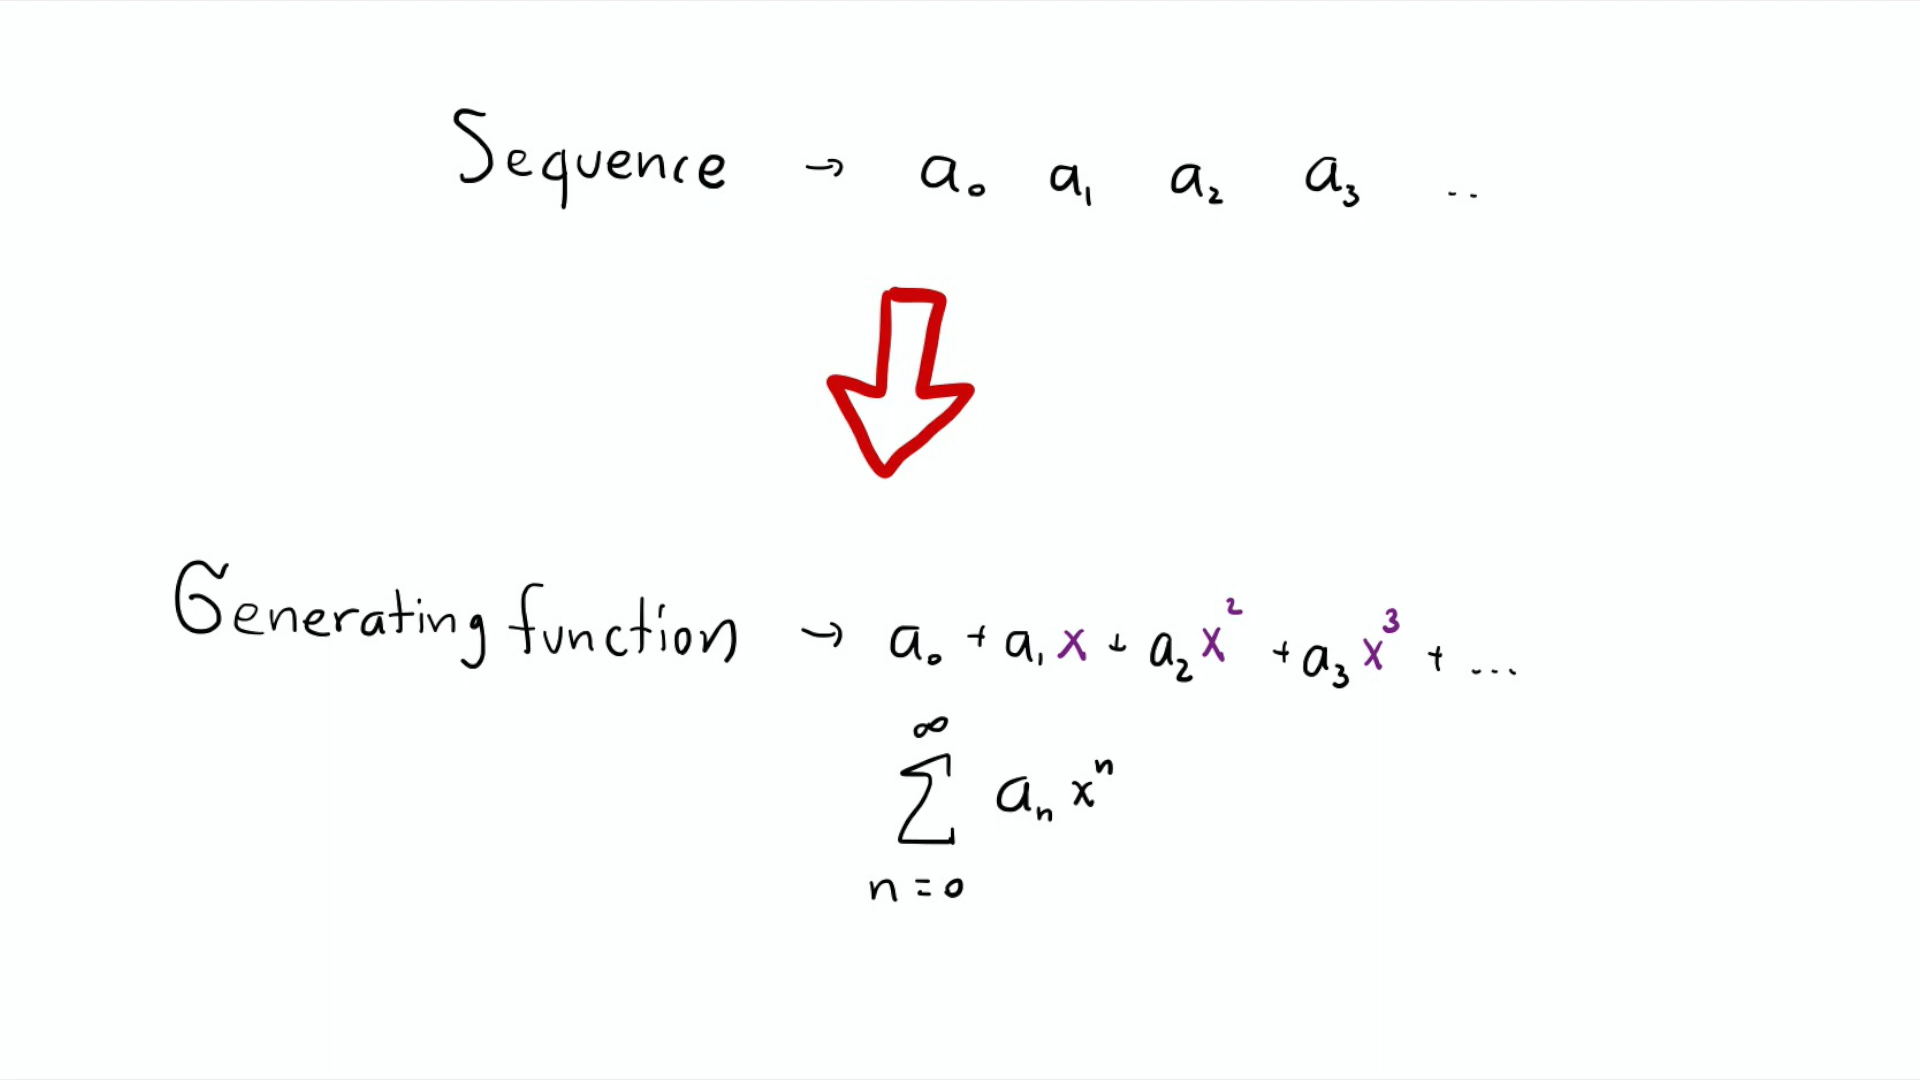 Sequence → a₀ a₁ a₂ a₃ ..
Generating function → a₀ + a₁x + a₂x² + a₃x³ + ...
∞
∑ aₙxⁿ
n = 0